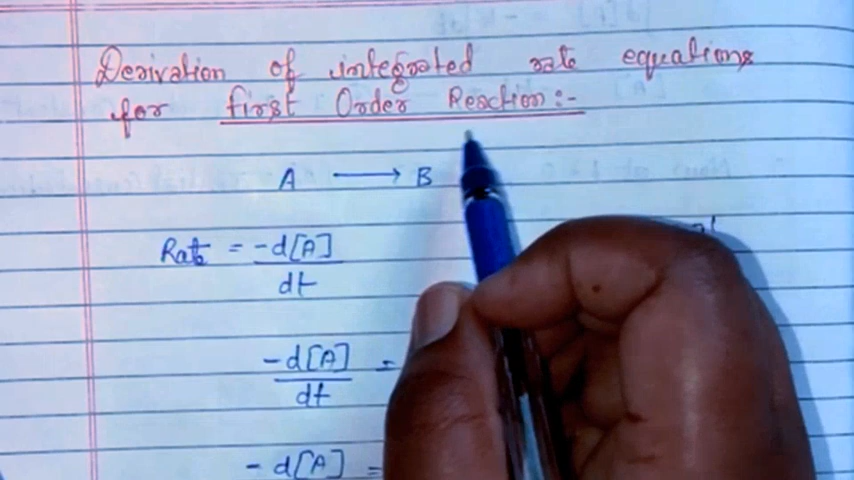 Derivation of integrated rate equations
for first Order Reaction:-
A ⟶ B
Rate = -d[A]
dt
-d[A] =
dt
- d[A] =